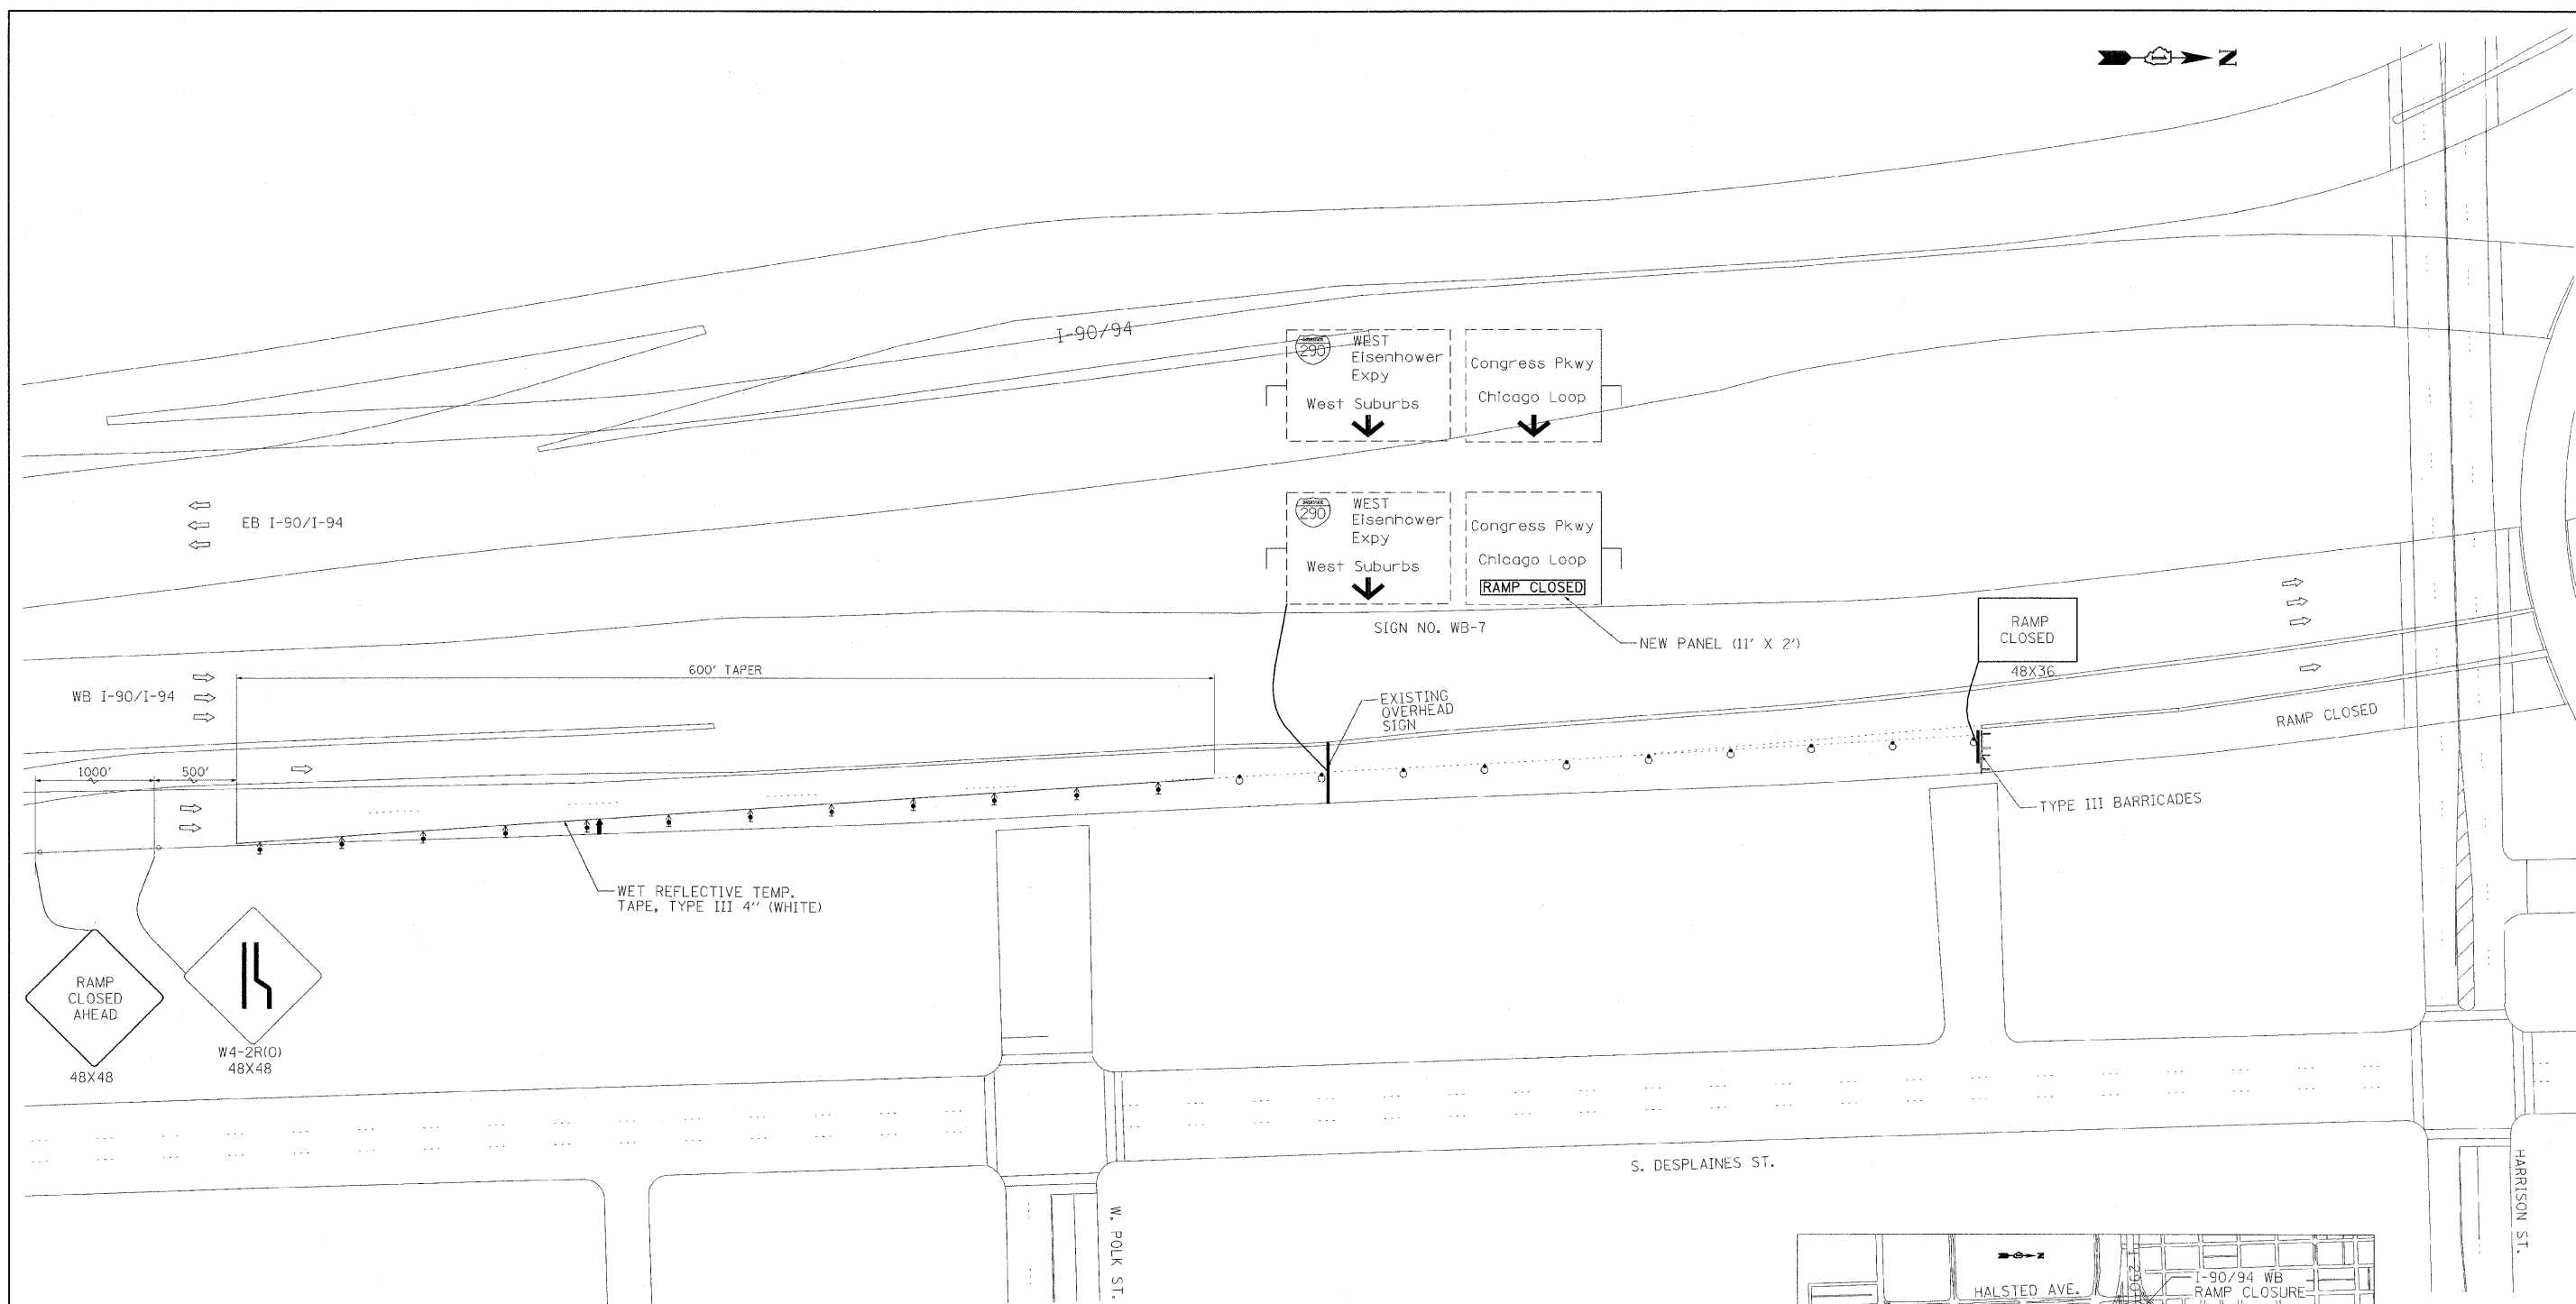 N
I-90/94
INTERSTATE
290
WEST
Eisenhower
Expy
West Suburbs
Congress Pkwy
Chicago Loop
EB I-90/I-94
INTERSTATE
290
WEST
Eisenhower
Expy
West Suburbs
Congress Pkwy
Chicago Loop
RAMP CLOSED
SIGN NO. WB-7
NEW PANEL (11' X 2')
RAMP
CLOSED
48X36
600' TAPER
WB I-90/I-94
EXISTING
OVERHEAD
SIGN
RAMP CLOSED
1000'
500'
TYPE III BARRICADES
WET REFLECTIVE TEMP.
TAPE, TYPE III 4'' (WHITE)
RAMP
CLOSED
AHEAD
48X48
W4-2R(O)
48X48
S. DESPLAINES ST.
W. POLK ST.
HARRISON ST.
N
HALSTED AVE.
I-290
I-90/94 WB
RAMP CLOSURE